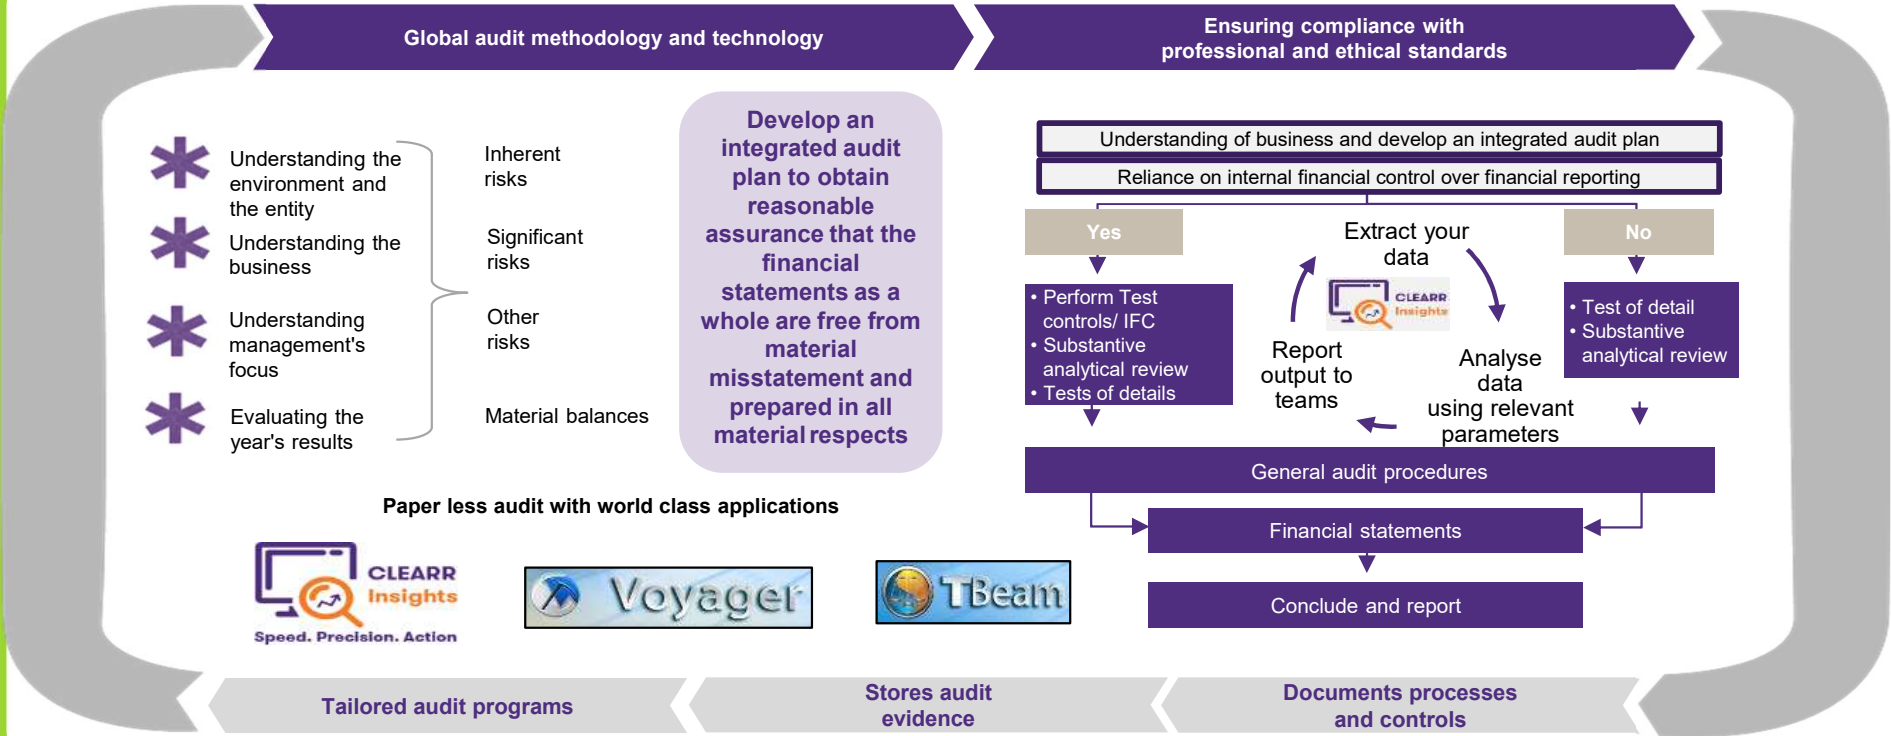 Global audit methodology and technology
Ensuring compliance with
professional and ethical standards
Understanding the
environment and
the entity
Understanding the
business
Understanding
management's
focus
Evaluating the
year's results
Inherent
risks
Significant
risks
Other
risks
Material balances
Develop an
integrated audit
plan to obtain
reasonable
assurance that the
financial
statements as a
whole are free from
material
misstatement and
prepared in all
material respects
Paper less audit with world class applications
CLEARR
Insights
Speed. Precision. Action
Voyager
TBeam
Understanding of business and develop an integrated audit plan
Reliance on internal financial control over financial reporting
Yes
• Perform Test
controls/ IFC
• Substantive
analytical review
• Tests of details
Extract your
data
CLEARR
Insights
Analyse
data
using relevant
parameters
Report
output to
teams
No
• Test of detail
• Substantive
analytical review
General audit procedures
Financial statements
Conclude and report
Tailored audit programs
Stores audit
evidence
Documents processes
and controls